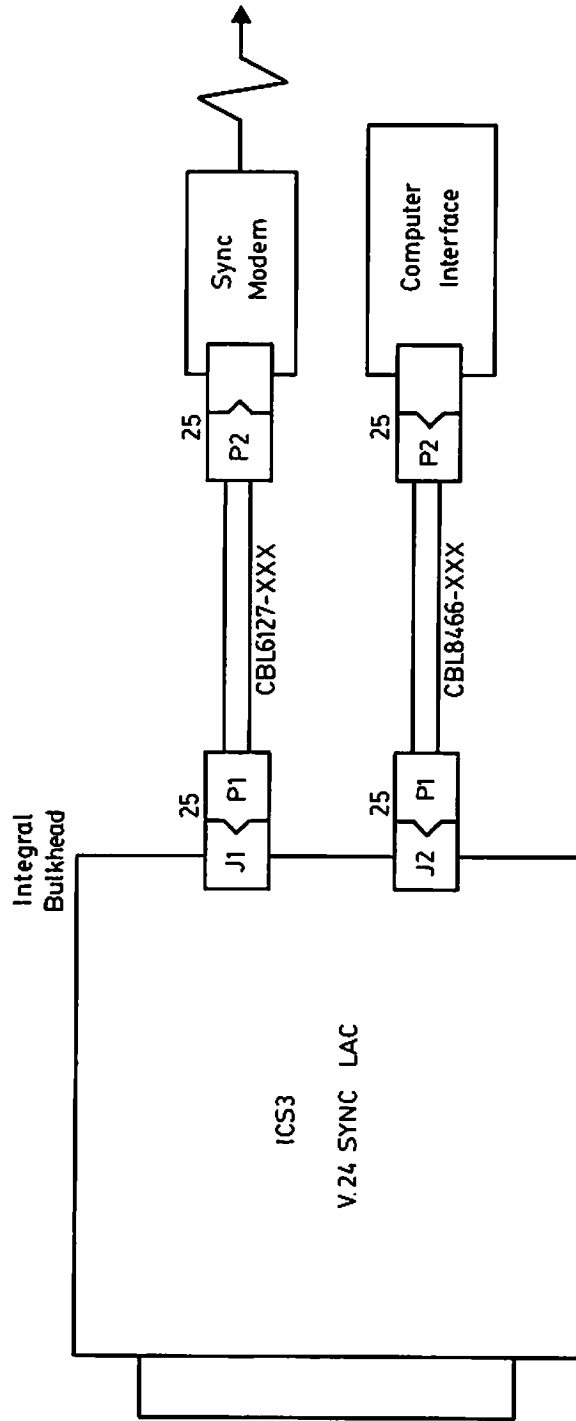 Integral
Bulkhead
ICS3
V.24 SYNC LAC
J1
P1
25
CBL6127-XXX
25
P2
Sync
Modem
J2
P1
25
CBL8466-XXX
25
P2
Computer
Interface